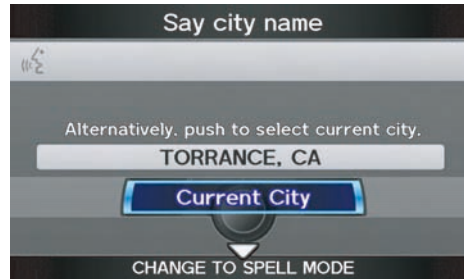 Say city name
Alternatively, push to select current city.
TORRANCE, CA
Current City
CHANGE TO SPELL MODE